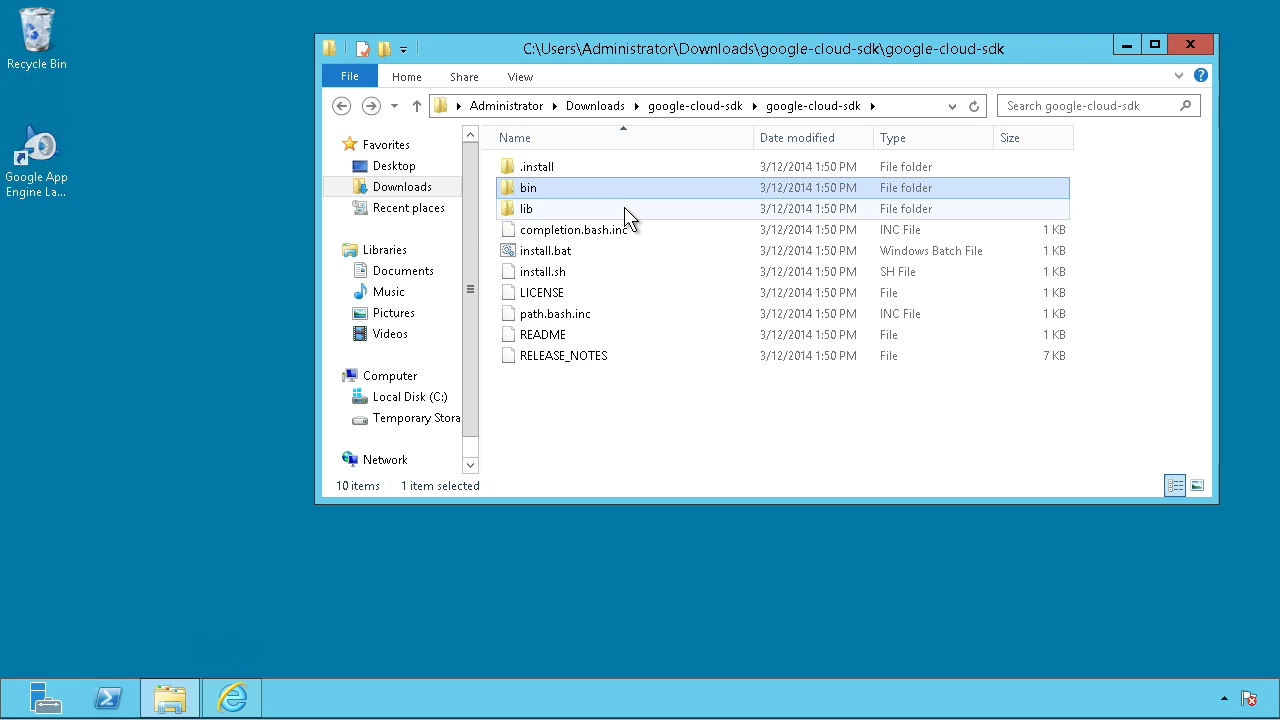 Recycle Bin
Google App
Engine La...
C:\Users\Administrator\Downloads\google-cloud-sdk\google-cloud-sdk
File Home Share View
Administrator Downloads google-cloud-sdk google-cloud-sdk
Search google-cloud-sdk
Favorites
Desktop
Downloads
Recent places
Libraries
Documents
Music
Pictures
Videos
Computer
Local Disk (C:)
Temporary Stora
Network
Name Date modified Type Size
.install 3/12/2014 1:50 PM File folder
bin 3/12/2014 1:50 PM File folder
lib 3/12/2014 1:50 PM File folder
completion.bash.inc 3/12/2014 1:50 PM INC File 1 KB
install.bat 3/12/2014 1:50 PM Windows Batch File 1 KB
install.sh 3/12/2014 1:50 PM SH File 1 KB
LICENSE 3/12/2014 1:50 PM File 1 KB
path.bash.inc 3/12/2014 1:50 PM INC File 1 KB
README 3/12/2014 1:50 PM File 1 KB
RELEASE_NOTES 3/12/2014 1:50 PM File 7 KB
10 items 1 item selected